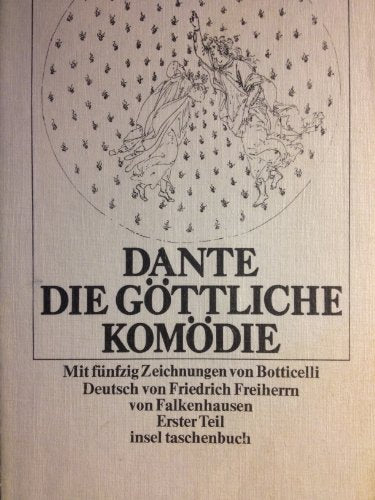 DANTE
DIE GÖTTLICHE
KOMÖDIE
Mit fünfzig Zeichnungen von Botticelli
Deutsch von Friedrich Freiherrn
von Falkenhausen
Erster Teil
insel taschenbuch